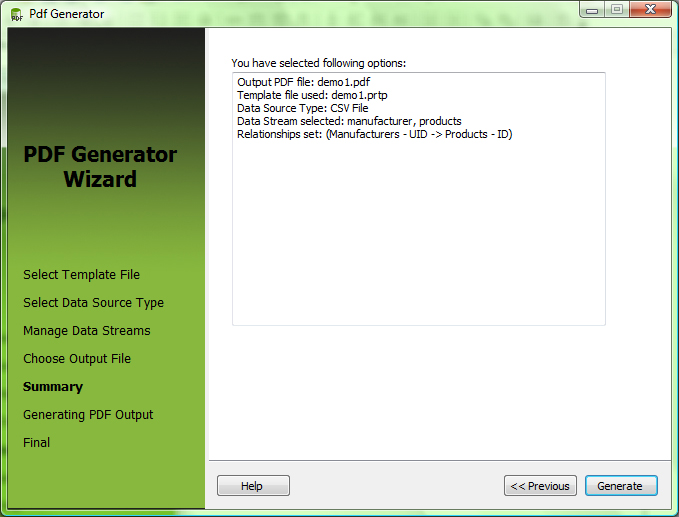 PDF
Pdf Generator
PDF Generator
Wizard
Select Template File
Select Data Source Type
Manage Data Streams
Choose Output File
Summary
Generating PDF Output
Final
You have selected following options:
Output PDF file: demo1.pdf
Template file used: demo1.prtp
Data Source Type: CSV File
Data Stream selected: manufacturer, products
Relationships set: (Manufacturers - UID -> Products - ID)
Help
<< Previous
Generate